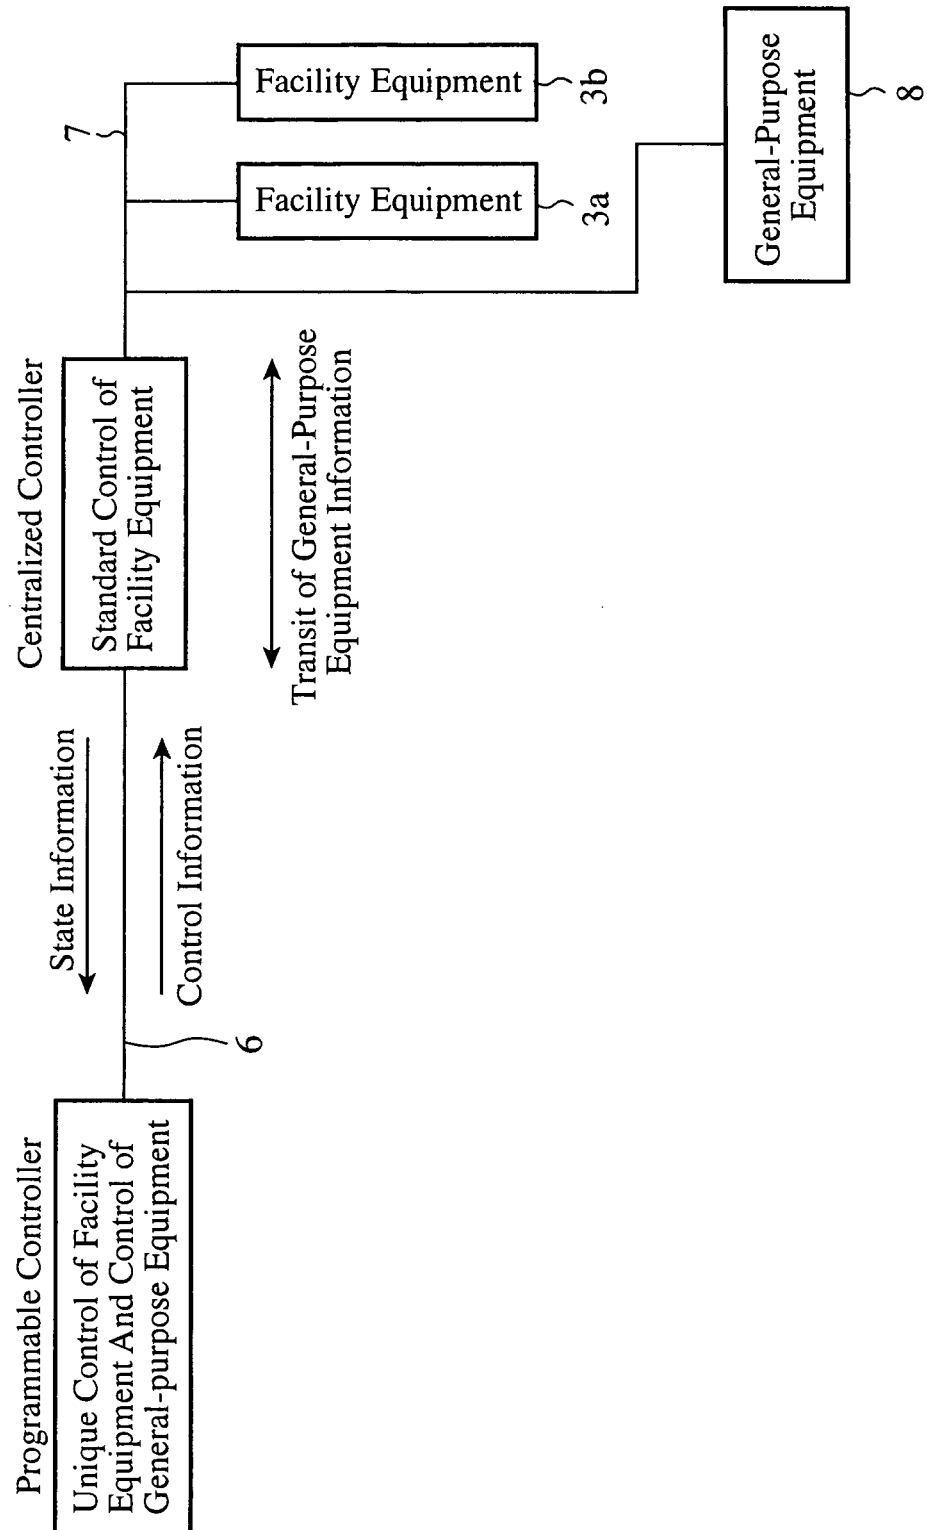 Programmable Controller
Unique Control of Facility
Equipment And Control of
General-purpose Equipment
6
State Information
Control Information
Centralized Controller
Standard Control of
Facility Equipment
Transit of General-Purpose
Equipment Information
7
Facility Equipment
3b
Facility Equipment
3a
General-Purpose
Equipment
8